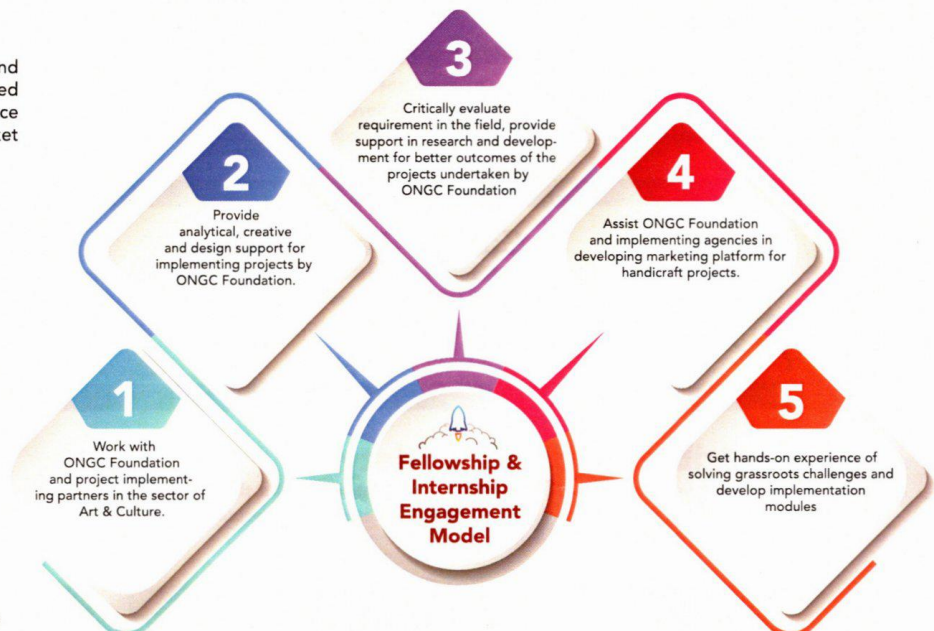 nd
ed
ce
et
1
Work with
ONGC Foundation
and project implement-
ing partners in the sector of
Art & Culture.
2
Provide
analytical, creative
and design support for
implementing projects by
ONGC Foundation.
3
Critically evaluate
requirement in the field, provide
support in research and develop-
ment for better outcomes of the
projects undertaken by
ONGC Foundation
4
Assist ONGC Foundation
and implementing agencies in
developing marketing platform for
handicraft projects.
5
Get hands-on experience of
solving grassroots challenges and
develop implementation
modules
Fellowship &
Internship
Engagement
Model